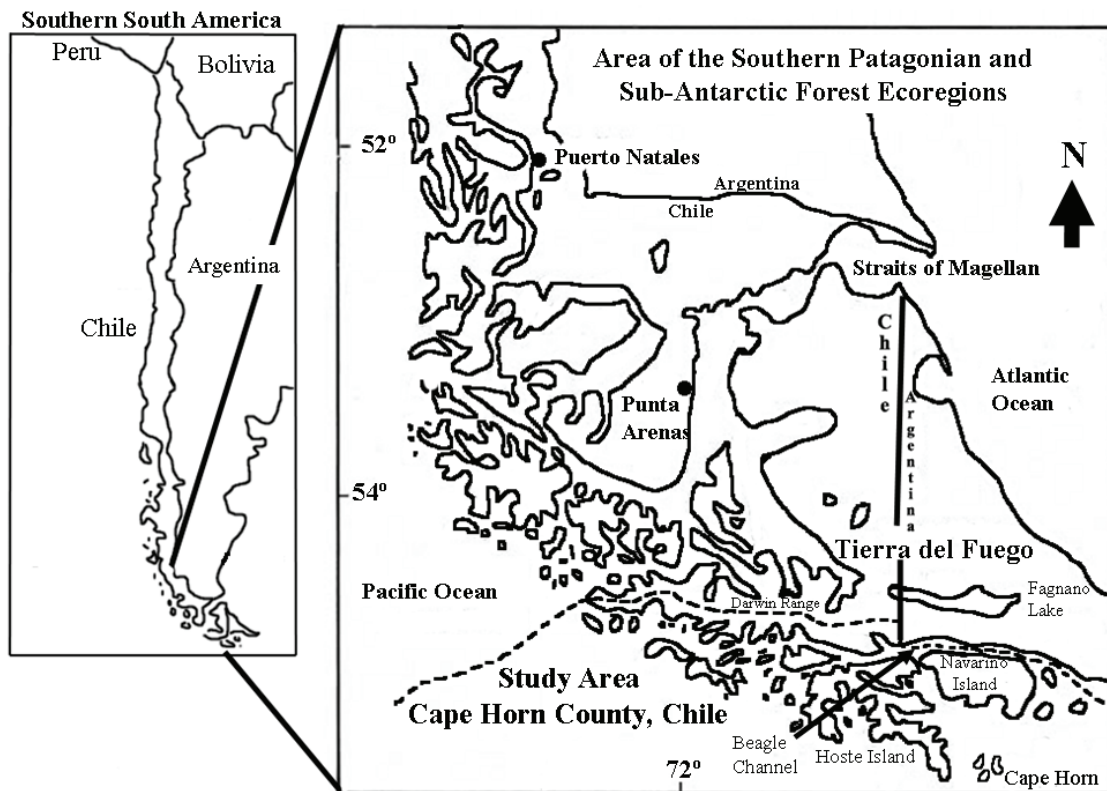 Southern South America
Peru
Bolivia
Argentina
Chile
Area of the Southern Patagonian and
Sub-Antarctic Forest Ecoregions
52º
Puerto Natales
Argentina
Chile
N
Straits of Magellan
Chile
Argentina
Atlantic
Ocean
Punta
Arenas
54º
Tierra del Fuego
Pacific Ocean
Darwin Range
Fagnano
Lake
Study Area
Cape Horn County, Chile
Navarino
Island
Beagle
Channel
Hoste Island
72º
Cape Horn